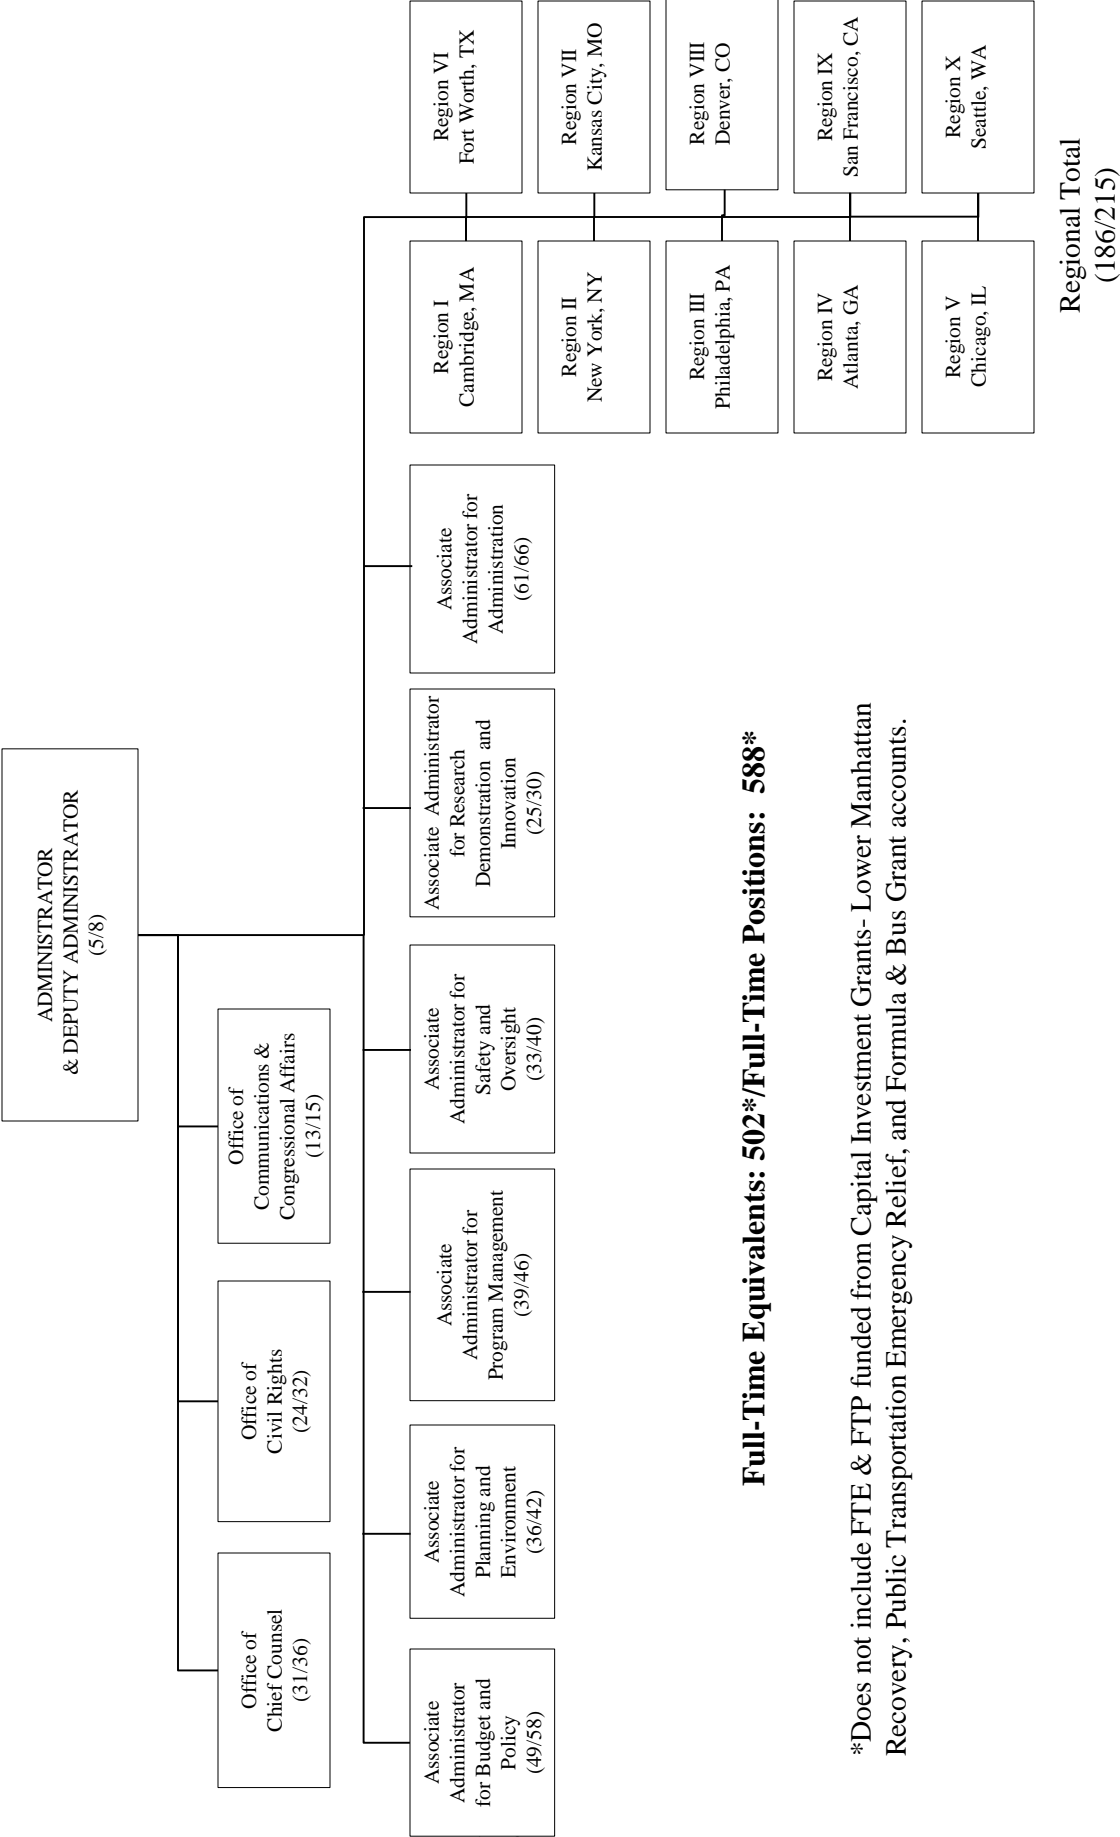 ADMINISTRATOR
& DEPUTY ADMINISTRATOR
(5/8)
Office of
Chief Counsel
(31/36)
Office of
Civil Rights
(24/32)
Office of
Communications &
Congressional Affairs
(13/15)
Associate
Administrator
for Budget and
Policy
(49/58)
Associate
Administrator for
Planning and
Environment
(36/42)
Associate
Administrator for
Program Management
(39/46)
Associate
Administrator for
Safety and
Oversight
(33/40)
Associate Administrator
for Research
Demonstration and
Innovation
(25/30)
Associate
Administrator for
Administration
(61/66)
Region I
Cambridge, MA
Region VI
Fort Worth, TX
Region II
New York, NY
Region VII
Kansas City, MO
Region III
Philadelphia, PA
Region VIII
Denver, CO
Region IV
Atlanta, GA
Region IX
San Francisco, CA
Region V
Chicago, IL
Region X
Seattle, WA
Regional Total
(186/215)
Full-Time Equivalents: 502*/Full-Time Positions: 588*
*Does not include FTE & FTP funded from Capital Investment Grants- Lower Manhattan
Recovery, Public Transportation Emergency Relief, and Formula & Bus Grant accounts.